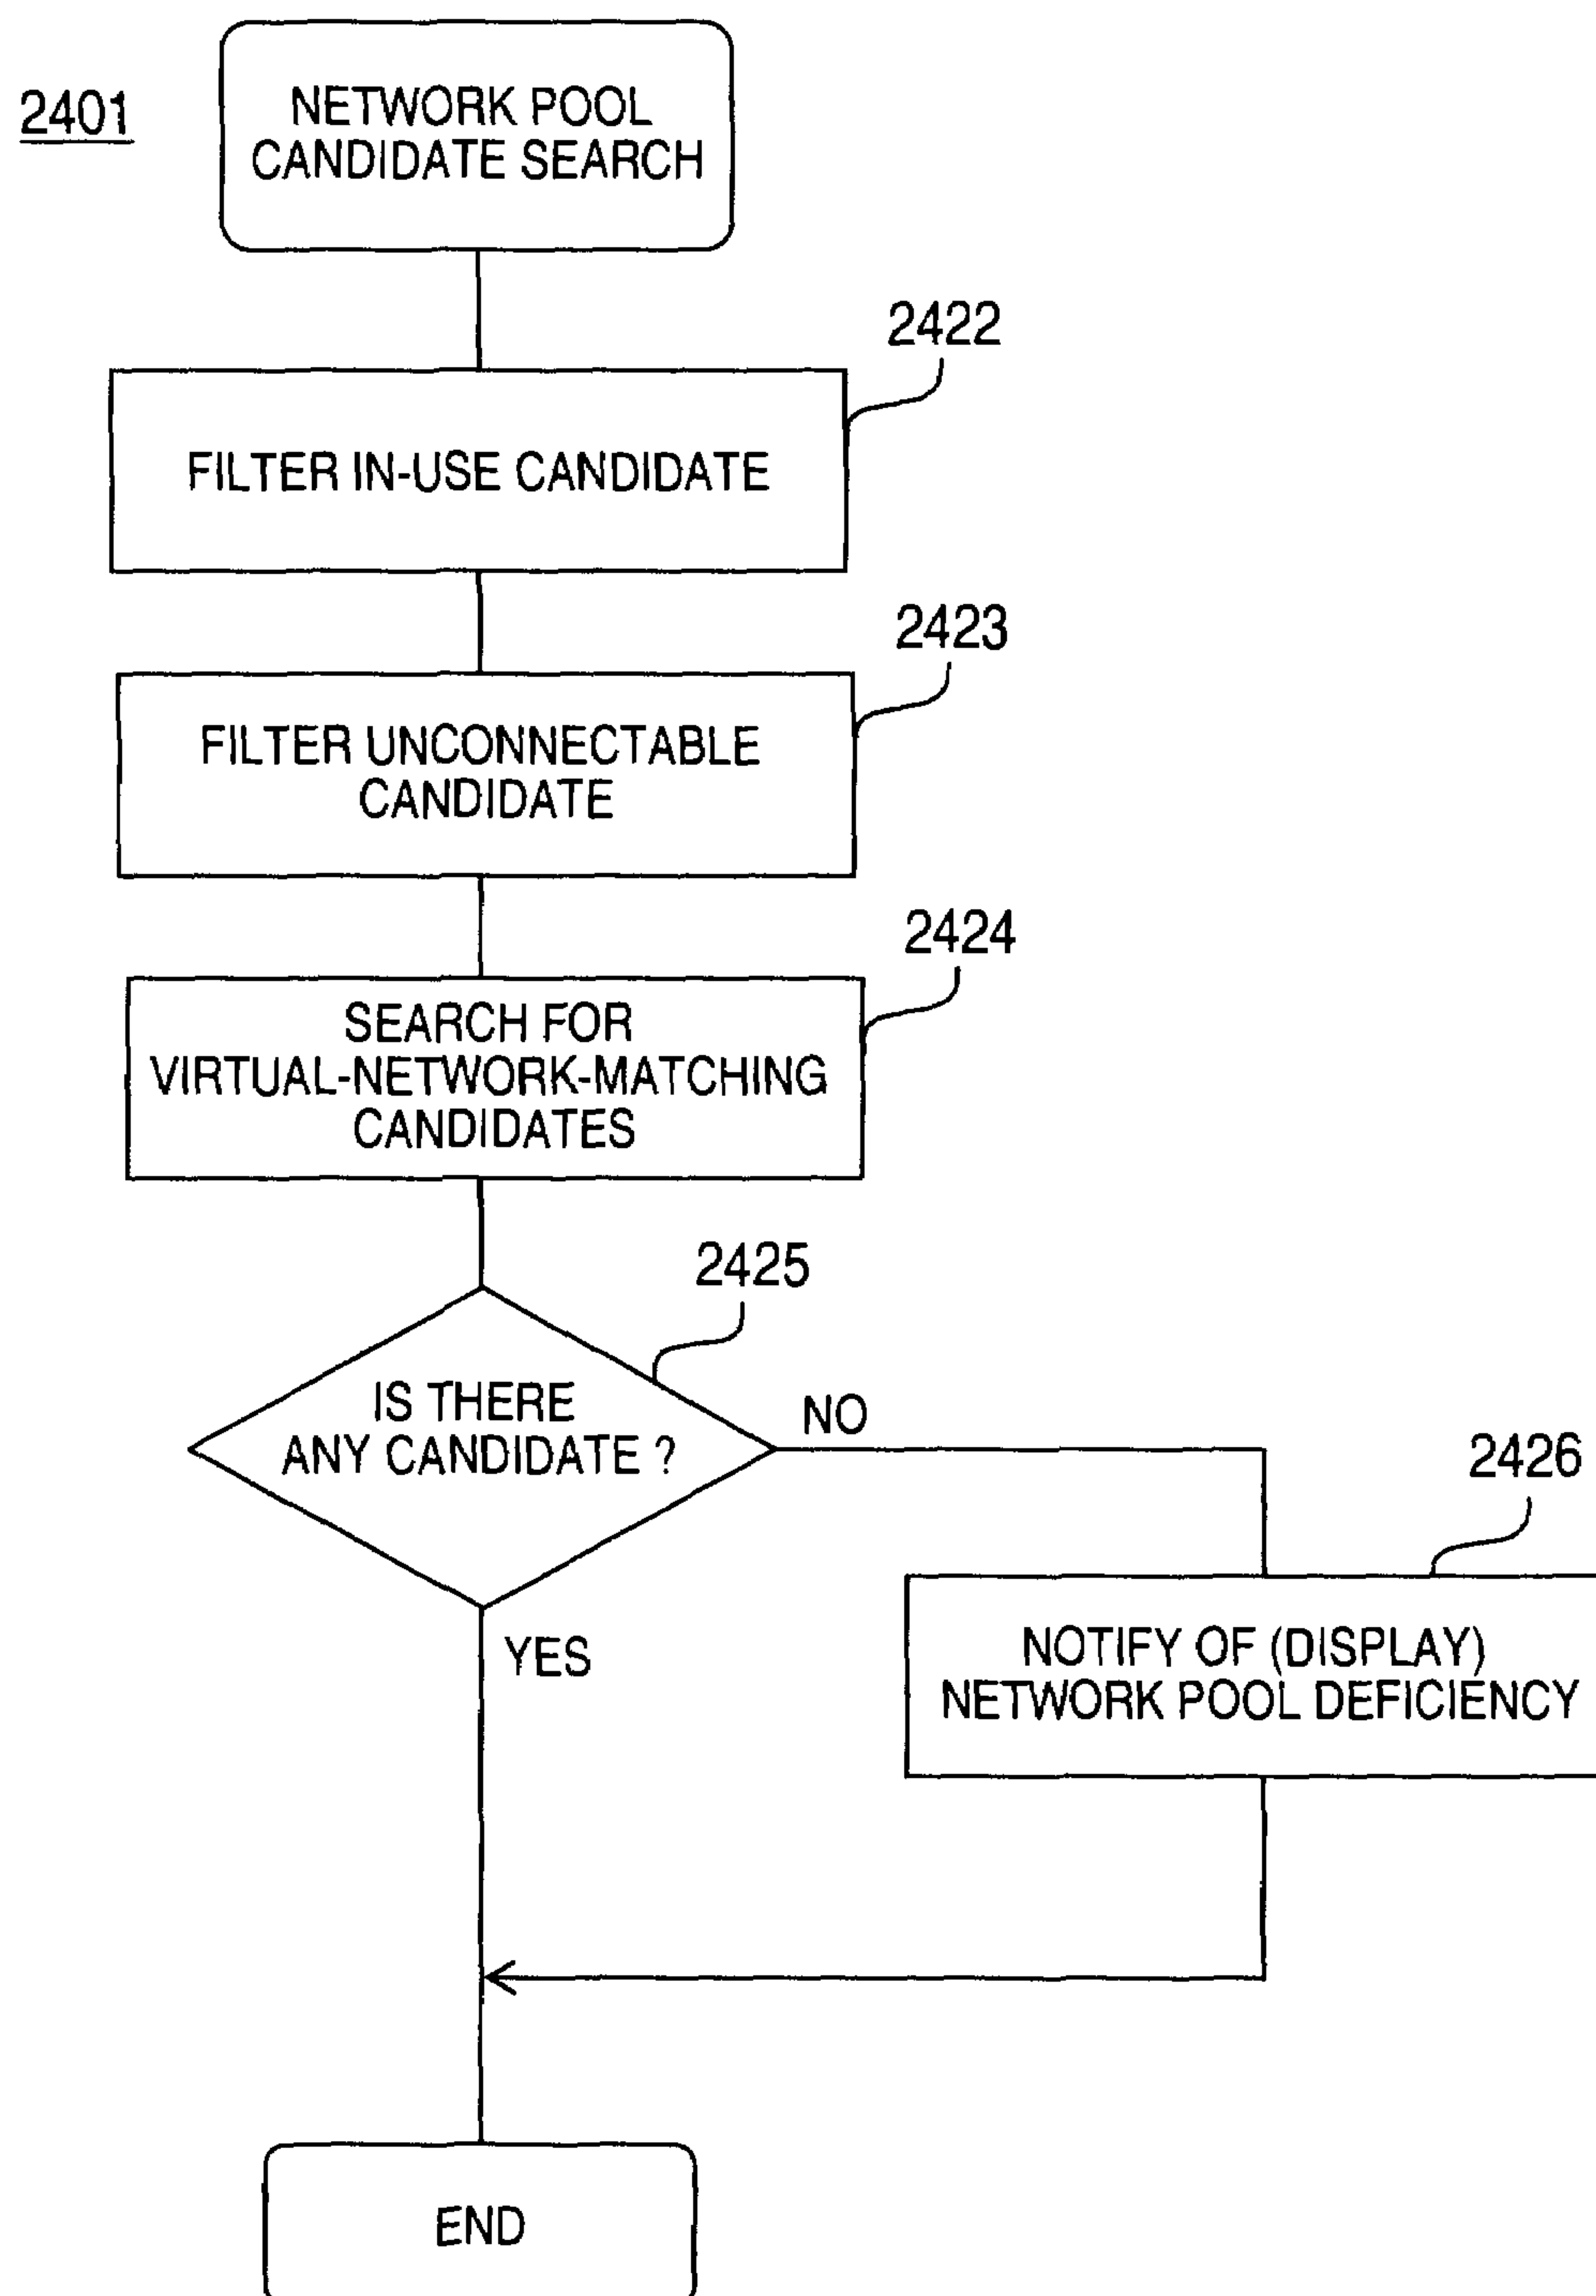 2401
NETWORK POOL
CANDIDATE SEARCH
2422
FILTER IN-USE CANDIDATE
2423
FILTER UNCONNECTABLE
CANDIDATE
2424
SEARCH FOR
VIRTUAL-NETWORK-MATCHING
CANDIDATES
2425
IS THERE
ANY CANDIDATE ?
NO
2426
YES
NOTIFY OF (DISPLAY)
NETWORK POOL DEFICIENCY
END